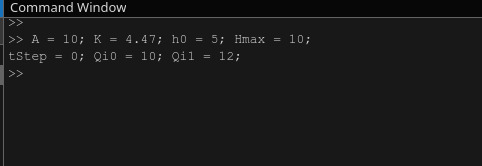 Command Window
>>
>> A = 10; K = 4.47; h0 = 5; Hmax = 10;
tStep = 0; Qi0 = 10; Qi1 = 12;
>>